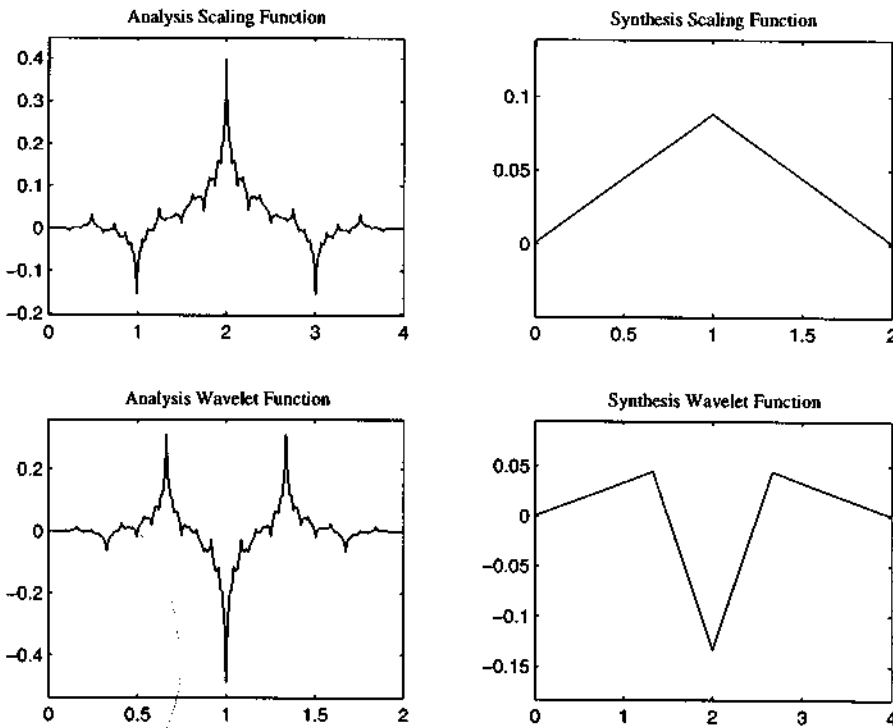 Analysis Scaling Function
0.4
0.3
0.2
0.1
0
−0.1
−0.2
0 1 2 3 4
Synthesis Scaling Function
0.1
0.05
0
0 0.5 1 1.5 2
Analysis Wavelet Function
0.2
0
−0.2
−0.4
0 0.5 1 1.5 2
Synthesis Wavelet Function
0.05
0
−0.05
−0.1
−0.15
0 1 2 3 4